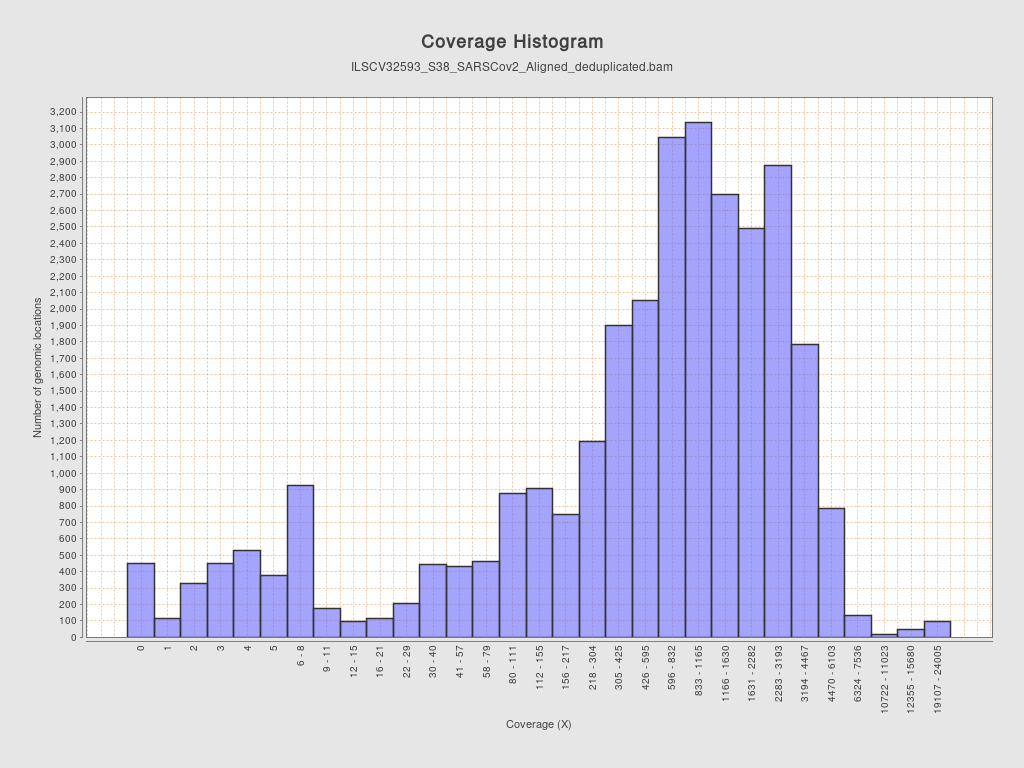 Coverage Histogram
ILSCV32593_S38_SARSCov2_Aligned_deduplicated.bam
Number of genomic locations
3,200
3,100
3,000
2,900
2,800
2,700
2,600
2,500
2,400
2,300
2,200
2,100
2,000
1,900
1,800
1,700
1,600
1,500
1,400
1,300
1,200
1,100
1,000
900
800
700
600
500
400
300
200
100
0
0
1
2
3
4
5
6 - 8
9 - 11
12 - 15
16 - 21
22 - 29
30 - 40
41 - 57
58 - 79
80 - 111
112 - 155
156 - 217
218 - 304
305 - 425
426 - 595
596 - 832
833 - 1165
1166 - 1630
1631 - 2282
2283 - 3193
3194 - 4467
4470 - 6103
6324 - 7536
10722 - 11023
12355 - 15680
19107 - 24005
Coverage (X)